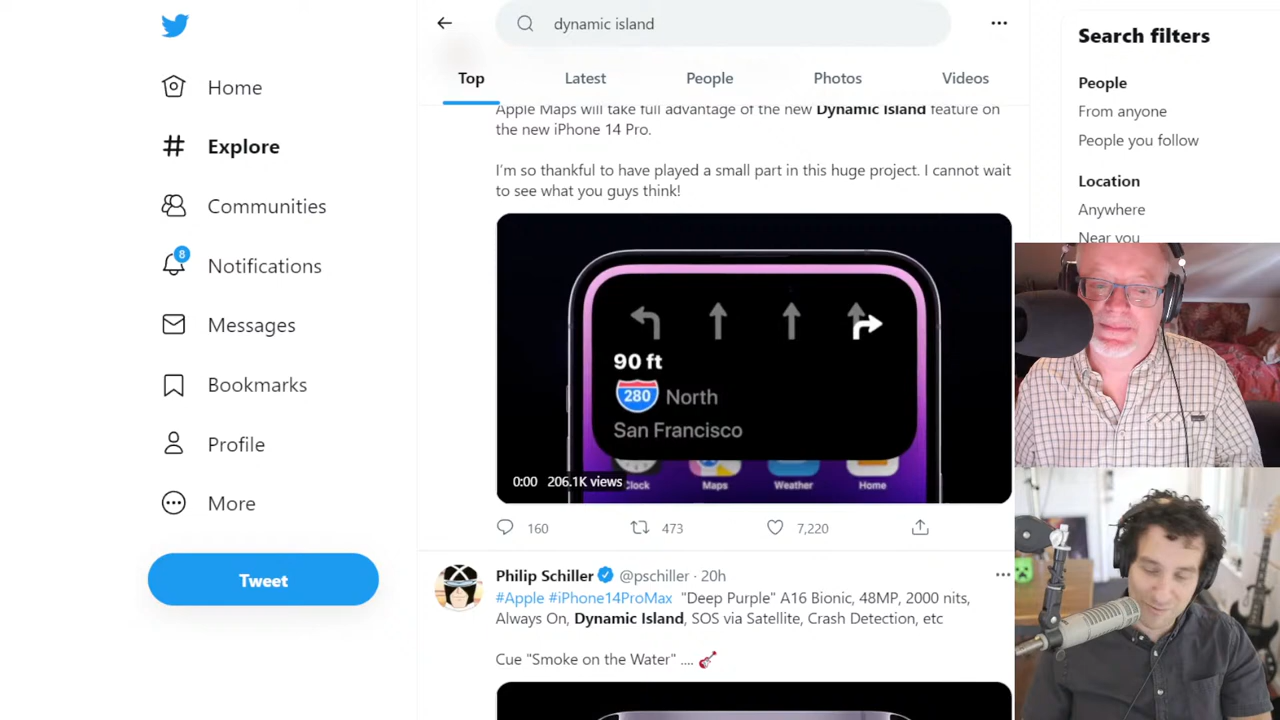 dynamic island
Top Latest People Photos Videos
Home
Explore
Communities
8
Notifications
Messages
Bookmarks
Profile
More
Tweet
Apple Maps will take full advantage of the new Dynamic Island feature on
the new iPhone 14 Pro.
I'm so thankful to have played a small part in this huge project. I cannot wait
to see what you guys think!
90 ft
280 North
San Francisco
Clock Maps Weather Home
0:00 206.1K views
160 473 7,220
Philip Schiller @pschiller · 20h
#Apple #iPhone14ProMax "Deep Purple" A16 Bionic, 48MP, 2000 nits,
Always On, Dynamic Island, SOS via Satellite, Crash Detection, etc
Cue "Smoke on the Water" ....
Search filters
People
From anyone
People you follow
Location
Anywhere
Near you